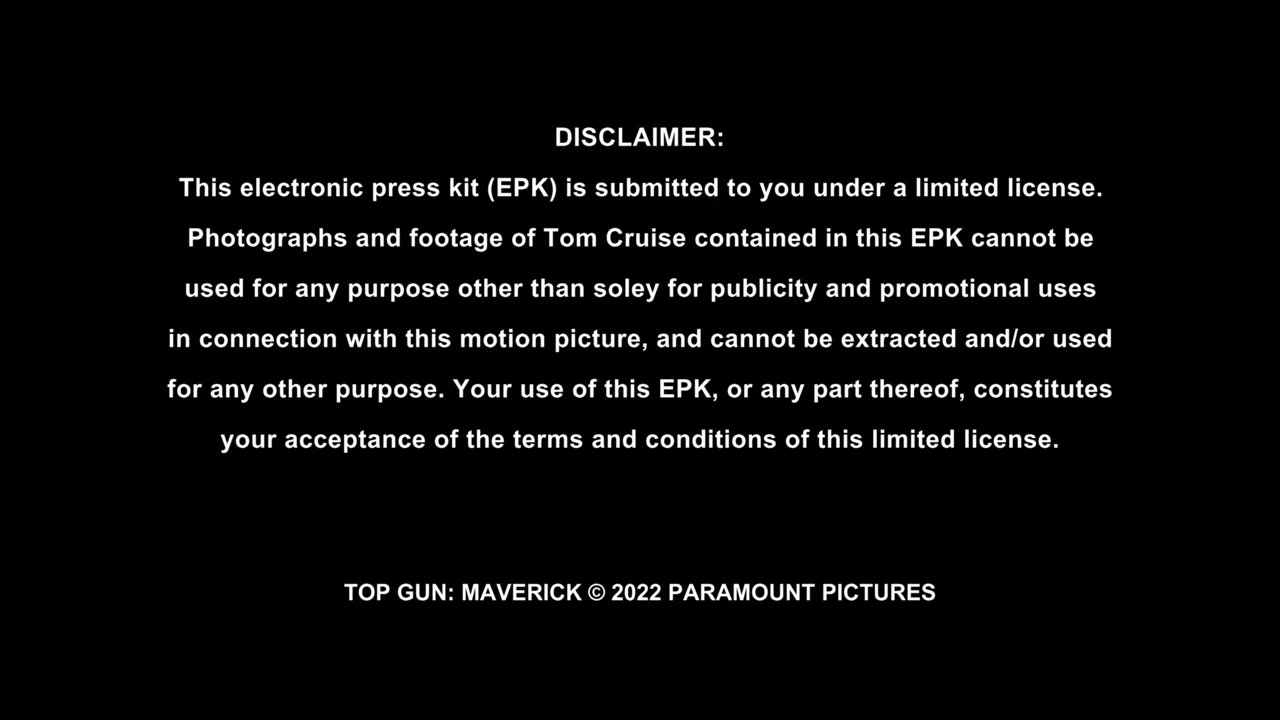 DISCLAIMER:
This electronic press kit (EPK) is submitted to you under a limited license.
Photographs and footage of Tom Cruise contained in this EPK cannot be
used for any purpose other than soley for publicity and promotional uses
in connection with this motion picture, and cannot be extracted and/or used
for any other purpose. Your use of this EPK, or any part thereof, constitutes
your acceptance of the terms and conditions of this limited license.
TOP GUN: MAVERICK © 2022 PARAMOUNT PICTURES